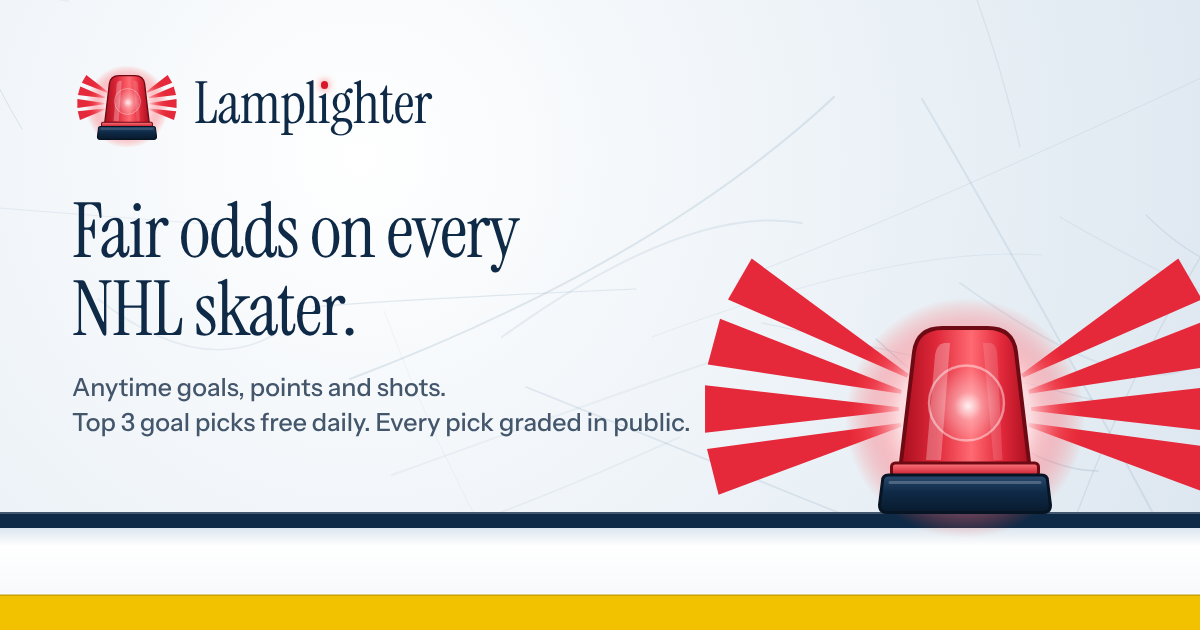 Lamplighter
Fair odds on every
NHL skater.
Anytime goals, points and shots.
Top 3 goal picks free daily. Every pick graded in public.